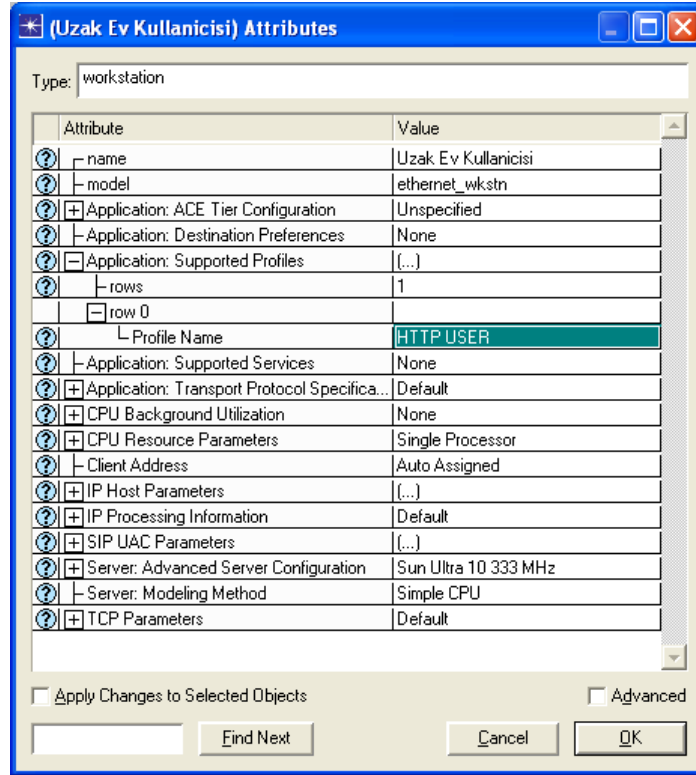 (Uzak Ev Kullanicisi) Attributes
Type: workstation
Attribute Value
name Uzak Ev Kullanicisi
model ethernet_wkstn
Application: ACE Tier Configuration Unspecified
Application: Destination Preferences None
Application: Supported Profiles (...)
rows 1
row 0
Profile Name HTTP USER
Application: Supported Services None
Application: Transport Protocol Specifica... Default
CPU Background Utilization None
CPU Resource Parameters Single Processor
Client Address Auto Assigned
IP Host Parameters (...)
IP Processing Information Default
SIP UAC Parameters (...)
Server: Advanced Server Configuration Sun Ultra 10 333 MHz
Server: Modeling Method Simple CPU
TCP Parameters Default
Apply Changes to Selected Objects Advanced
Find Next Cancel OK